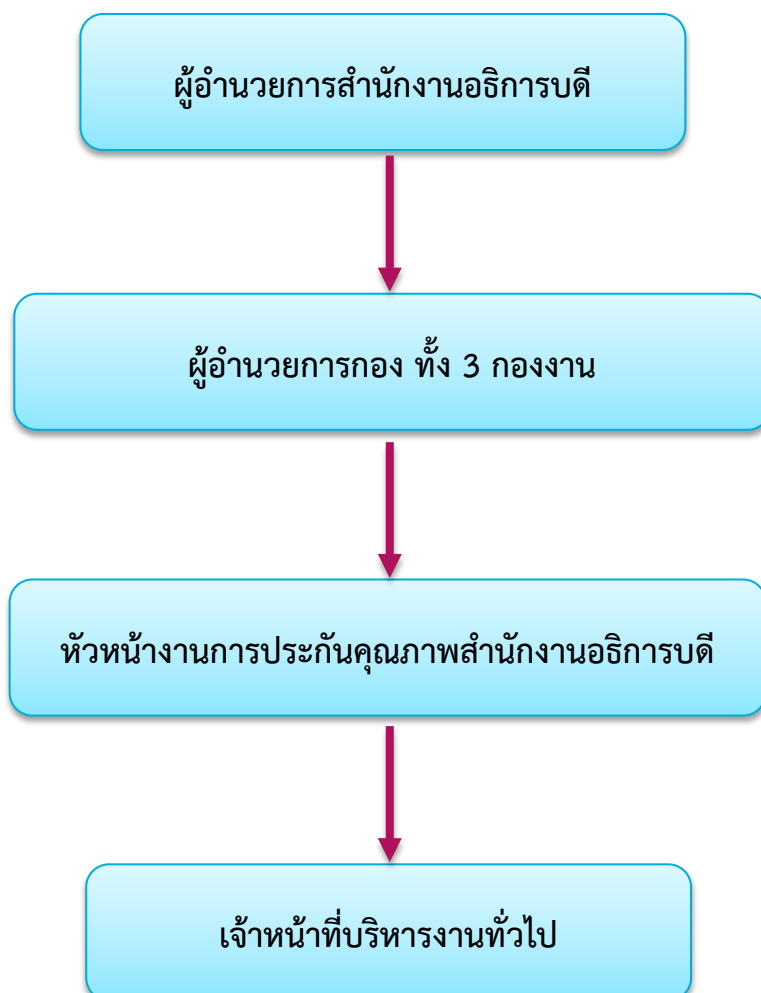 ผู้อำนวยการสำนักงานอธิการบดี
ผู้อำนวยการกอง ทั้ง 3 กองงาน
หัวหน้างานการประกันคุณภาพสำนักงานอธิการบดี
เจ้าหน้าที่บริหารงานทั่วไป